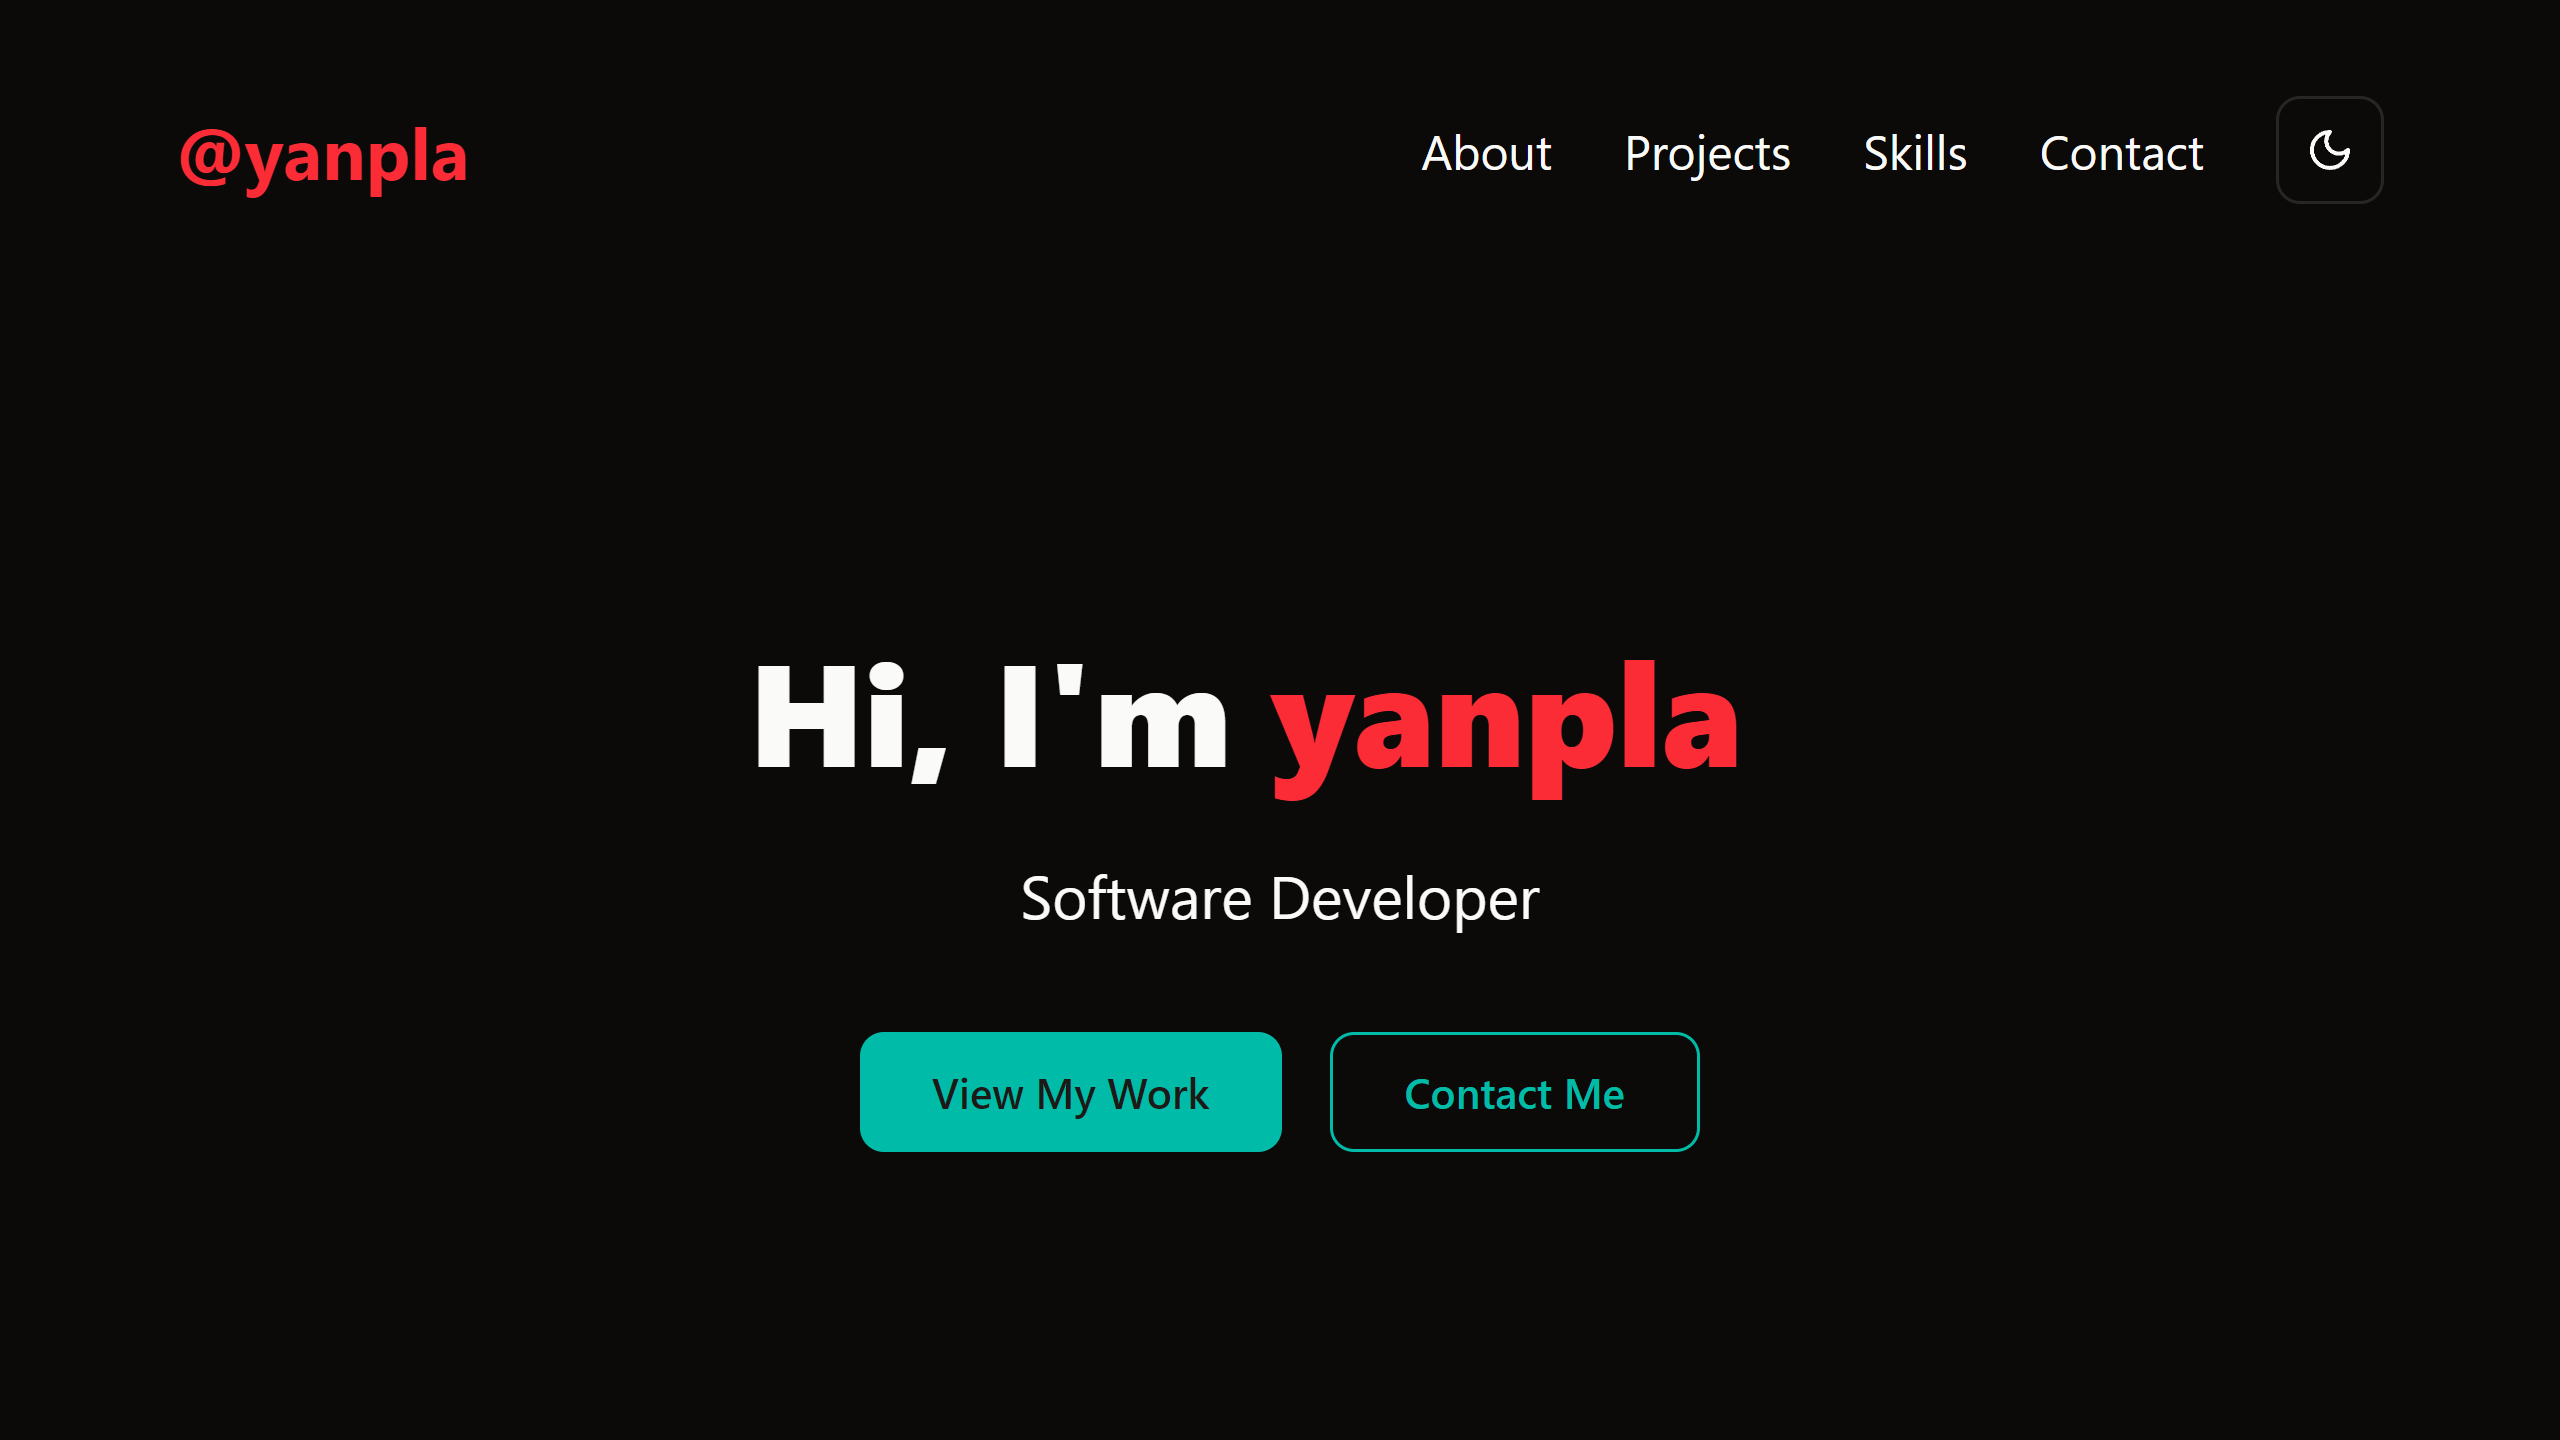 @yanpla
About Projects Skills Contact
Hi, I'm yanpla
Software Developer
View My Work Contact Me